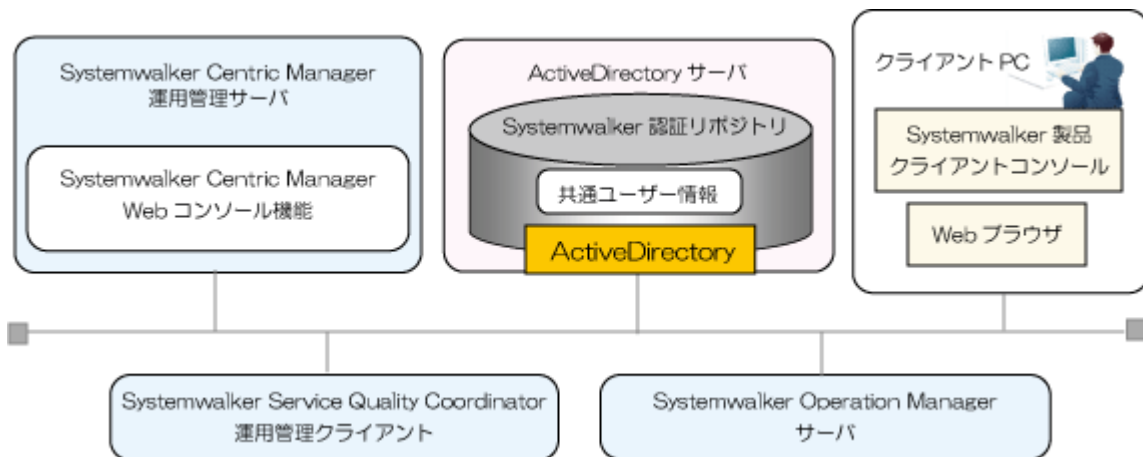 Systemwalker Centric Manager
運用管理サーバ
Systemwalker Centric Manager
Web コンソール機能
ActiveDirectory サーバ
Systemwalker 認証リポジトリ
共通ユーザー情報
ActiveDirectory
クライアント PC
Systemwalker 製品
クライアントコンソール
Web ブラウザ
Systemwalker Service Quality Coordinator
運用管理クライアント
Systemwalker Operation Manager
サーバ